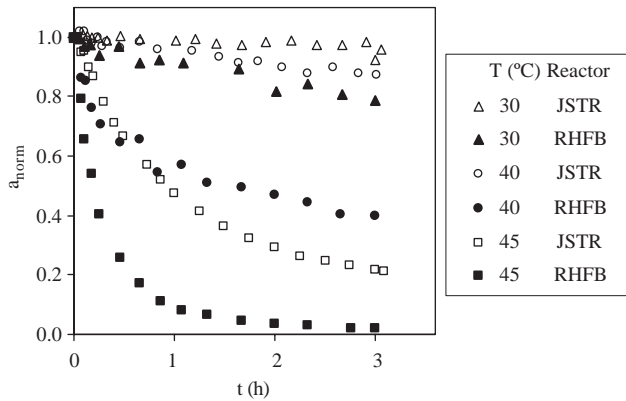 1.0
0.8
0.6
0.4
0.2
0.0
a_norm
0
1
2
3
t (h)
T (ºC) Reactor
30 JSTR
30 RHFB
40 JSTR
40 RHFB
45 JSTR
45 RHFB